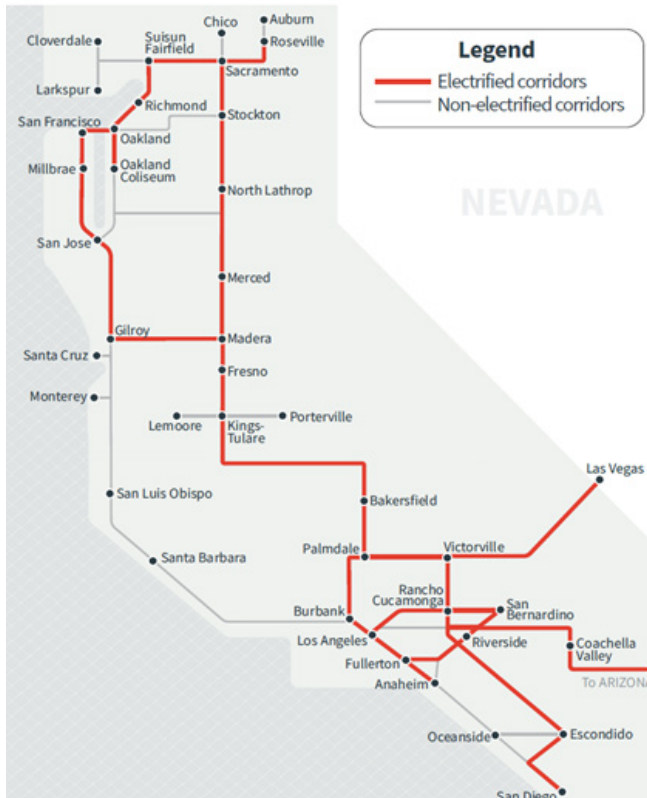 Chico
Auburn
Cloverdale
Suisun
Fairfield
Roseville
Sacramento
Larkspur
Richmond
Stockton
San Francisco
Oakland
Millbrae
Oakland
Coliseum
North Lathrop
San Jose
Merced
Gilroy
Madera
Santa Cruz
Fresno
Monterey
Lemoore
Kings-
Tulare
Porterville
Legend
Electrified corridors
Non-electrified corridors
NEVADA
Las Vegas
San Luis Obispo
Bakersfield
Palmdale
Victorville
Santa Barbara
Rancho
Cucamonga
San
Bernardino
Burbank
Los Angeles
Riverside
Coachella
Valley
Fullerton
Anaheim
To ARIZONA
Oceanside
Escondido
San Diego